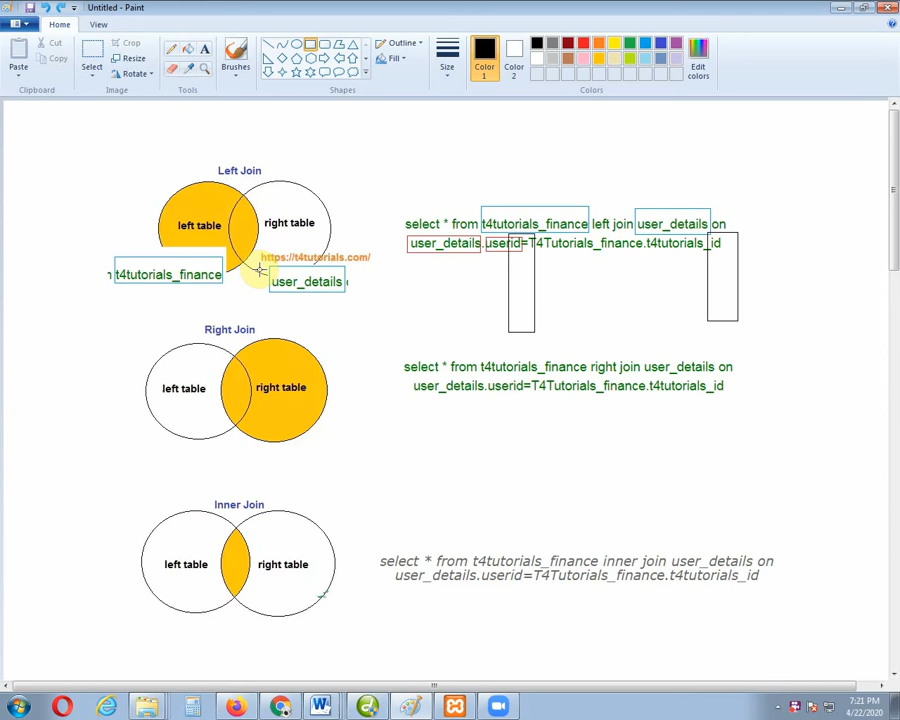 Untitled - Paint
Home
View
Paste
Cut
Copy
Clipboard
Select
Crop
Resize
Rotate
Image
Tools
Brushes
Outline
Fill
Shapes
Size
Color 1
Color 2
Edit colors
Colors
Left Join
left table
right table
https://t4tutorials.com/
t4tutorials_finance
user_details
select * from t4tutorials_finance left join user_details on
user_details.userid=T4Tutorials_finance.t4tutorials_id
Right Join
left table
right table
select * from t4tutorials_finance right join user_details on
user_details.userid=T4Tutorials_finance.t4tutorials_id
Inner Join
left table
right table
select * from t4tutorials_finance inner join user_details on
user_details.userid=T4Tutorials_finance.t4tutorials_id
7:21 PM
4/22/2020